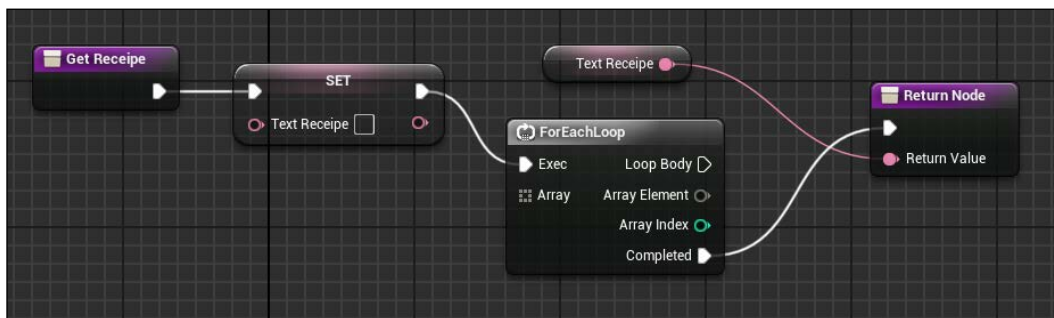 Get Receipe
SET
Text Receipe
Text Receipe
ForEachLoop
Exec
Loop Body
Array
Array Element
Array Index
Completed
Return Node
Return Value